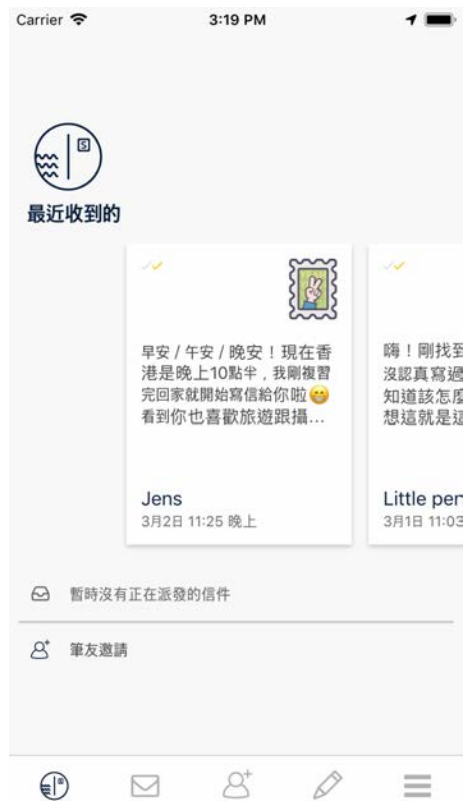 Carrier
3:19 PM
S
最近收到的
早安 / 午安 / 晚安！現在香
港是晚上10點半，我剛複習
完回家就開始寫信給你啦😁
看到你也喜歡旅遊跟攝...
Jens
3月2日 11:25 晚上
嗨！剛找到
沒認真寫過
知道該怎麼
想這就是這
Little pen
3月1日 11:03
暫時沒有正在派發的信件
筆友邀請